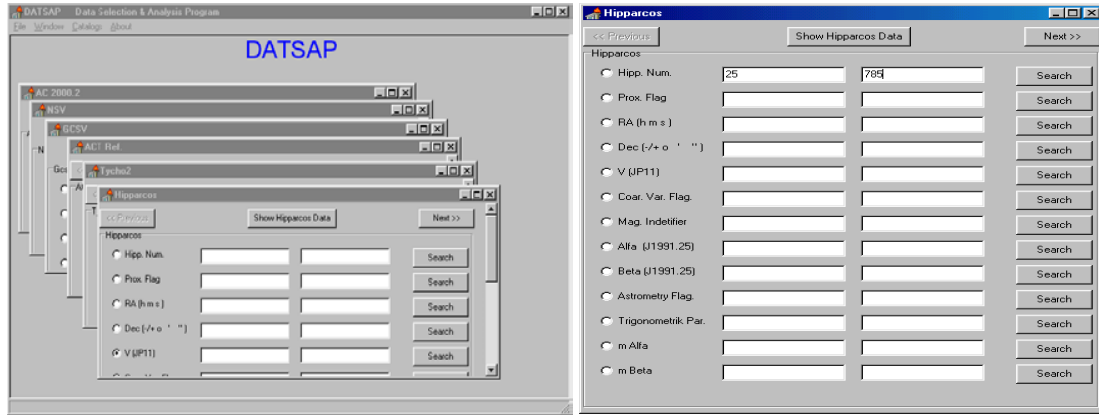 DATSAP Data Selection & Analysis Program
File Window Catalogs About
DATSAP
AC 2000.2
NSV
GCSV
ACT Ref.
Tycho2
Hipparcos
<< Previous Show Hipparcos Data Next >>
Hipparcos
Hipp. Num. Search
Prox. Flag Search
RA (h m s ) Search
Dec (-/+ o ' " ) Search
V (JP11) Search
Hipparcos
<< Previous Show Hipparcos Data Next >>
Hipparcos
Hipp. Num. 25 785 Search
Prox. Flag Search
RA (h m s ) Search
Dec (-/+ o ' " ) Search
V (JP11) Search
Coar. Var. Flag. Search
Mag. Indetifier Search
Alfa (J1991.25) Search
Beta (J1991.25) Search
Astrometry Flag. Search
Trigonometrik Par. Search
m Alfa Search
m Beta Search